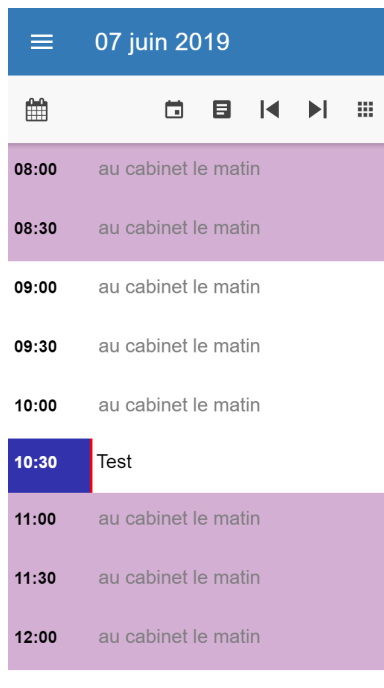 07 juin 2019
08:00 au cabinet le matin
08:30 au cabinet le matin
09:00 au cabinet le matin
09:30 au cabinet le matin
10:00 au cabinet le matin
10:30 Test
11:00 au cabinet le matin
11:30 au cabinet le matin
12:00 au cabinet le matin